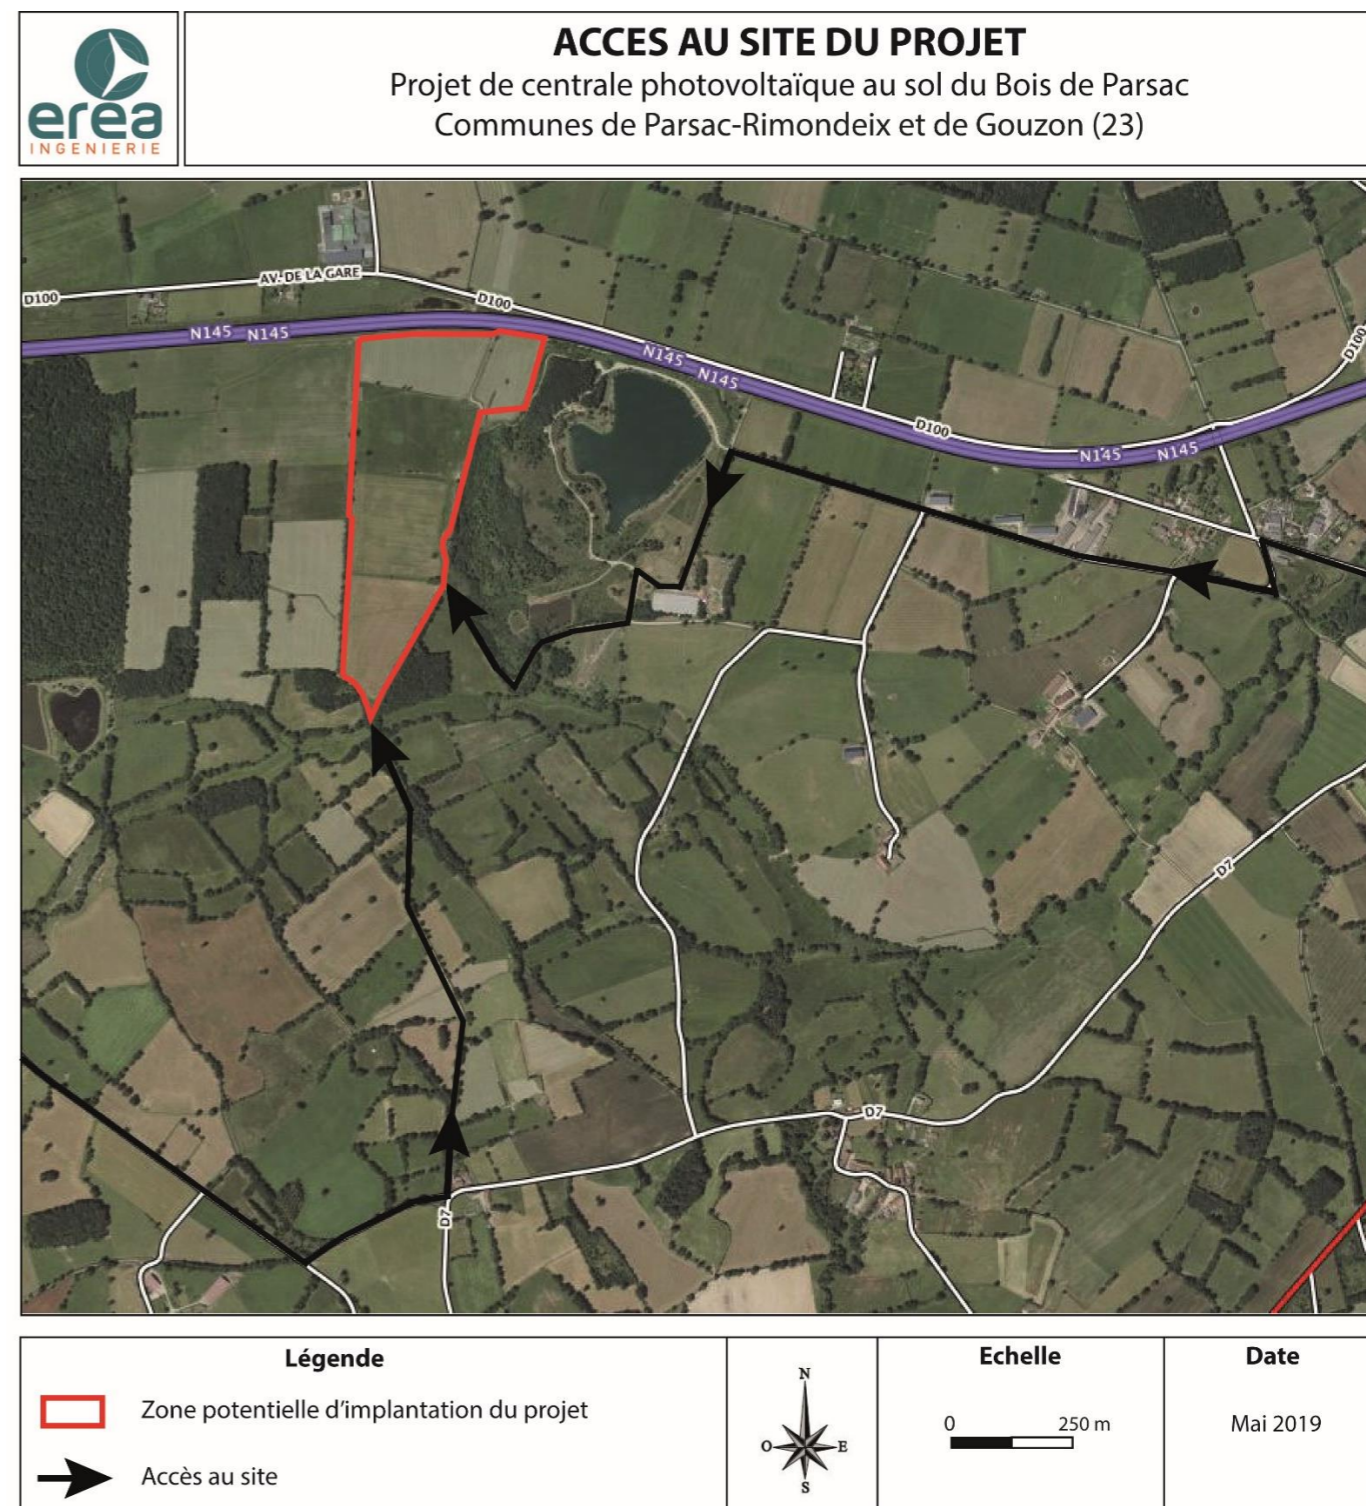 erea
INGENIERIE
ACCES AU SITE DU PROJET
Projet de centrale photovoltaïque au sol du Bois de Parsac
Communes de Parsac-Rimondeix et de Gouzon (23)
AV. DE LA GARE
D100
D100
N145 N145
N145
N145
D100
D100
N145
N145
D7
D7
D7
Légende
Zone potentielle d'implantation du projet
Accès au site
N
O E
S
Echelle
0 250 m
Date
Mai 2019